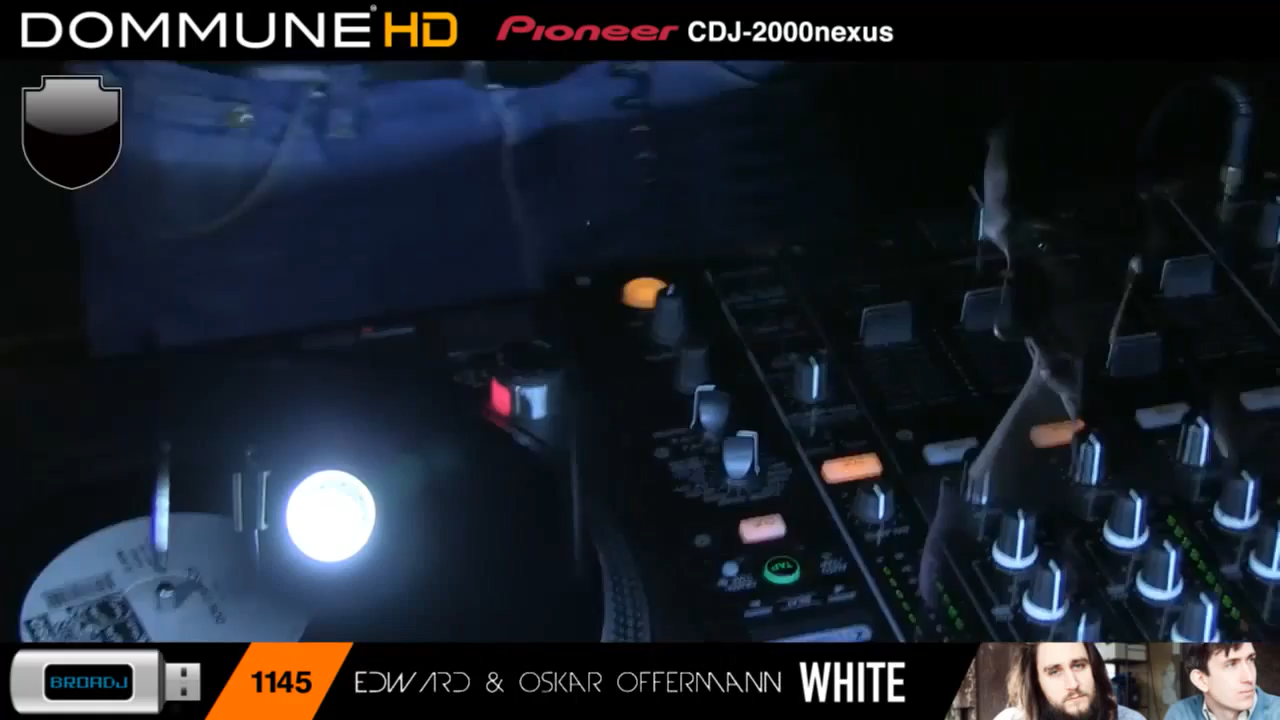 DOMMUNE HD
Pioneer CDJ-2000nexus
TAP
BROADJ
1145
EDWARD & OSKAR OFFERMANN WHITE